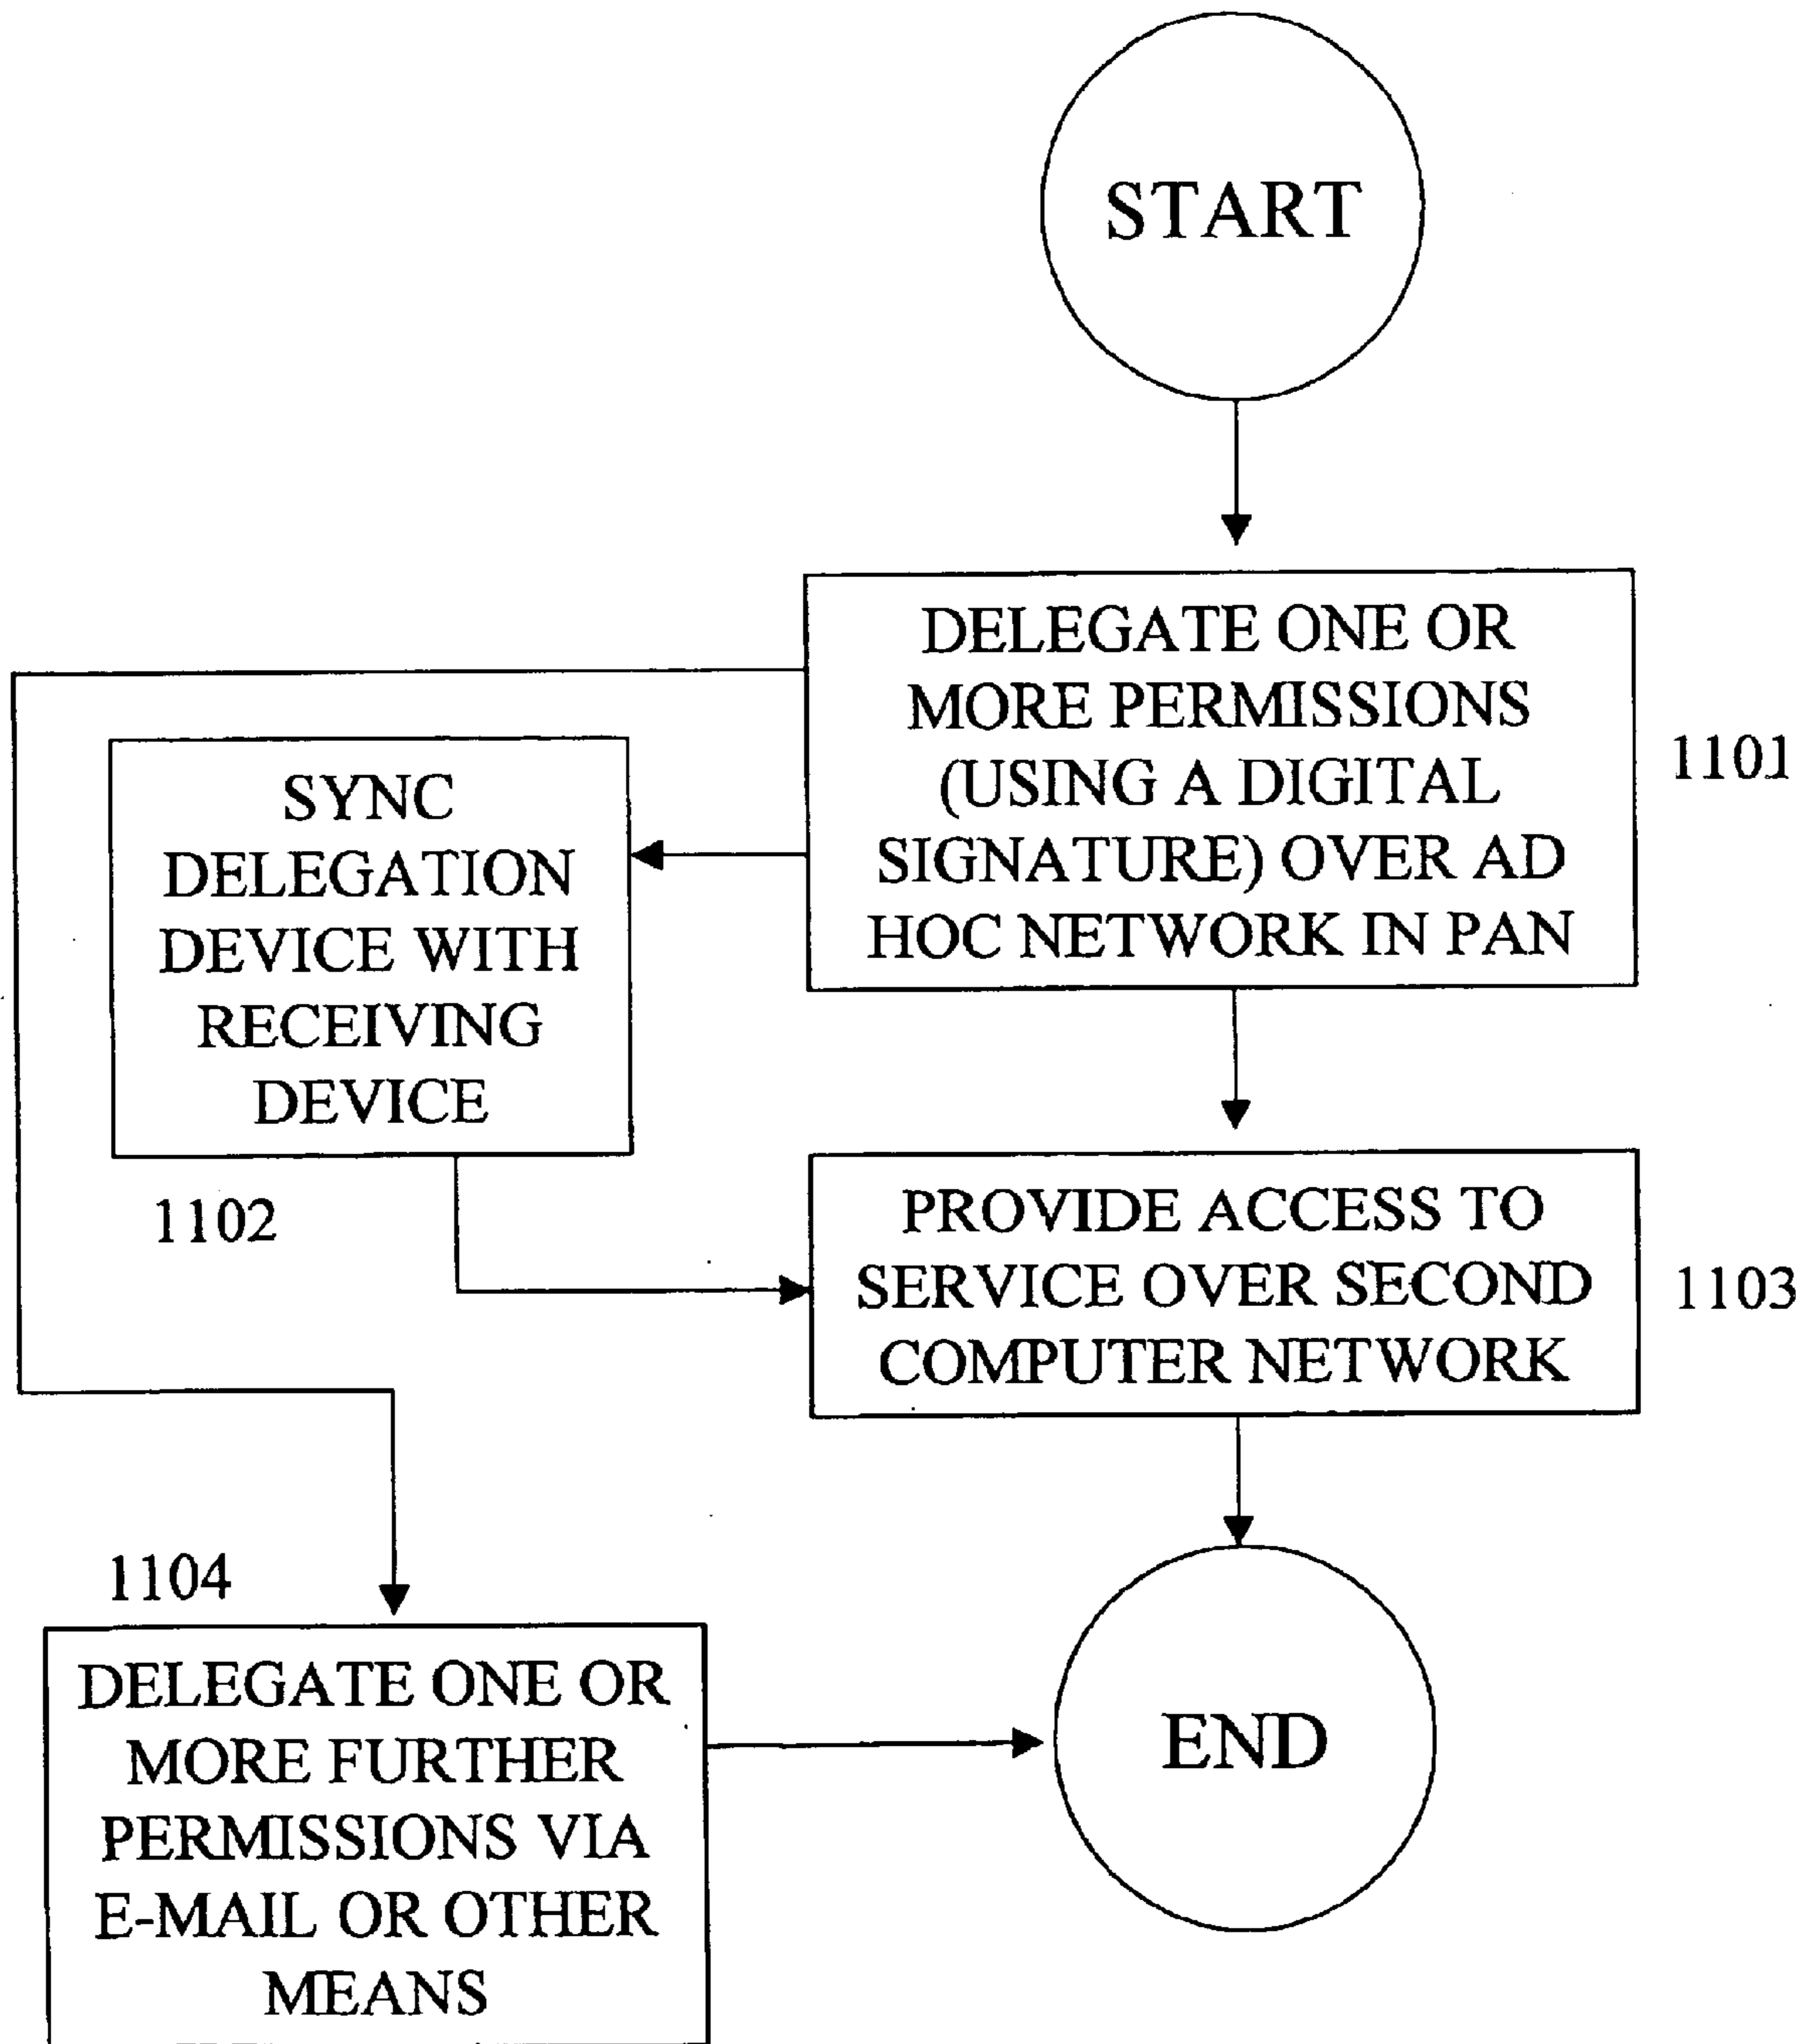 START
DELEGATE ONE OR
MORE PERMISSIONS
(USING A DIGITAL
SIGNATURE) OVER AD
HOC NETWORK IN PAN
1101
SYNC
DELEGATION
DEVICE WITH
RECEIVING
DEVICE
1102
PROVIDE ACCESS TO
SERVICE OVER SECOND
COMPUTER NETWORK
1103
1104
DELEGATE ONE OR
MORE FURTHER
PERMISSIONS VIA
E-MAIL OR OTHER
MEANS
END